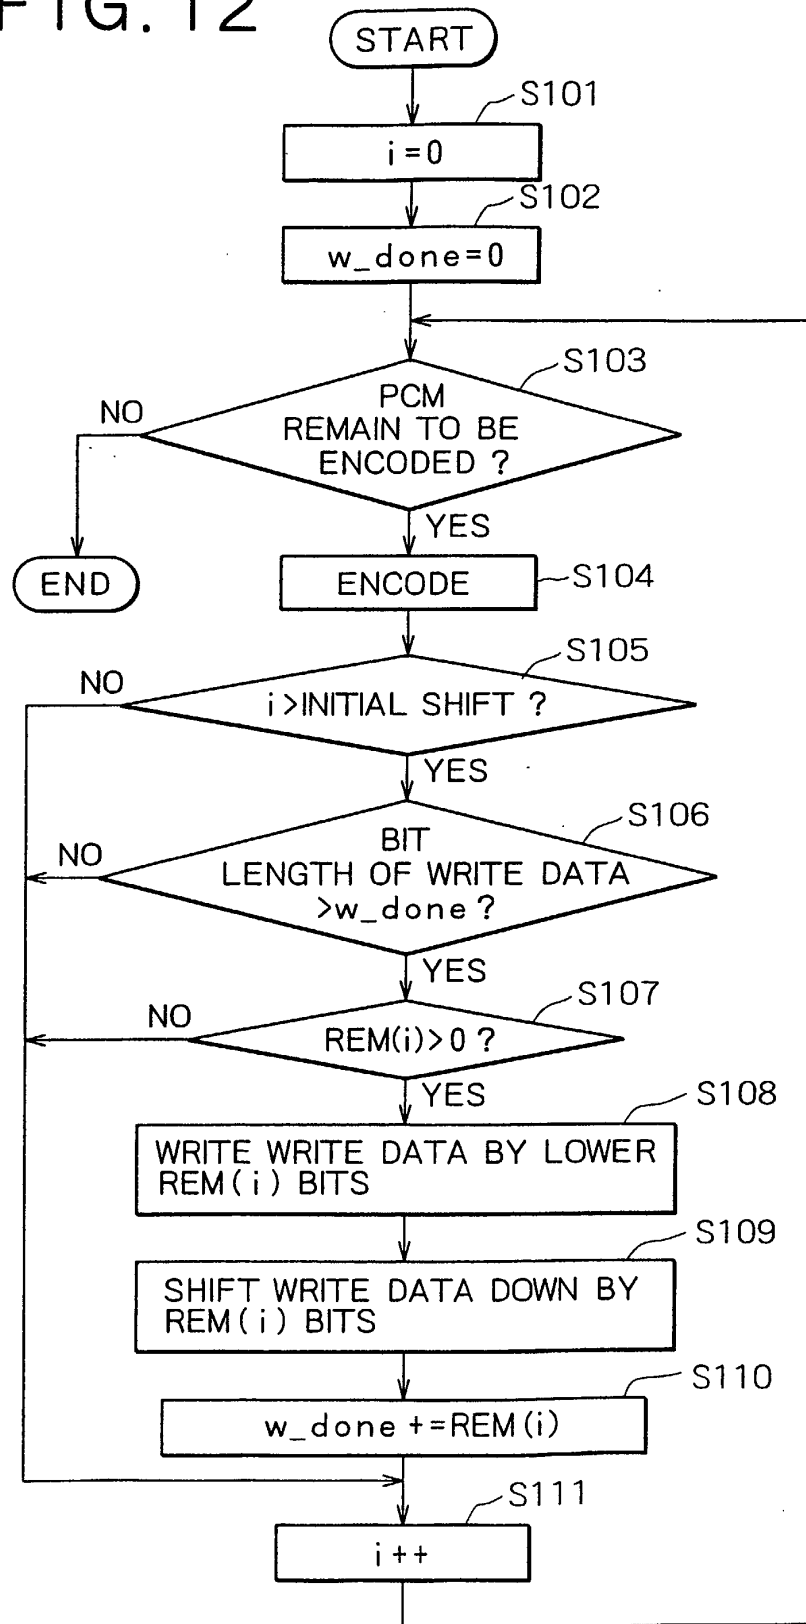 FIG. 12
START
S101
i=0
S102
w_done=0
S103
PCM
REMAIN TO BE
ENCODED ?
NO
YES
END
ENCODE
S104
S105
i>INITIAL SHIFT ?
NO
YES
S106
BIT
LENGTH OF WRITE DATA
>w_done ?
NO
YES
S107
REM(i)>0 ?
NO
YES
S108
WRITE WRITE DATA BY LOWER
REM(i) BITS
S109
SHIFT WRITE DATA DOWN BY
REM(i) BITS
S110
w_done +=REM(i)
S111
i++